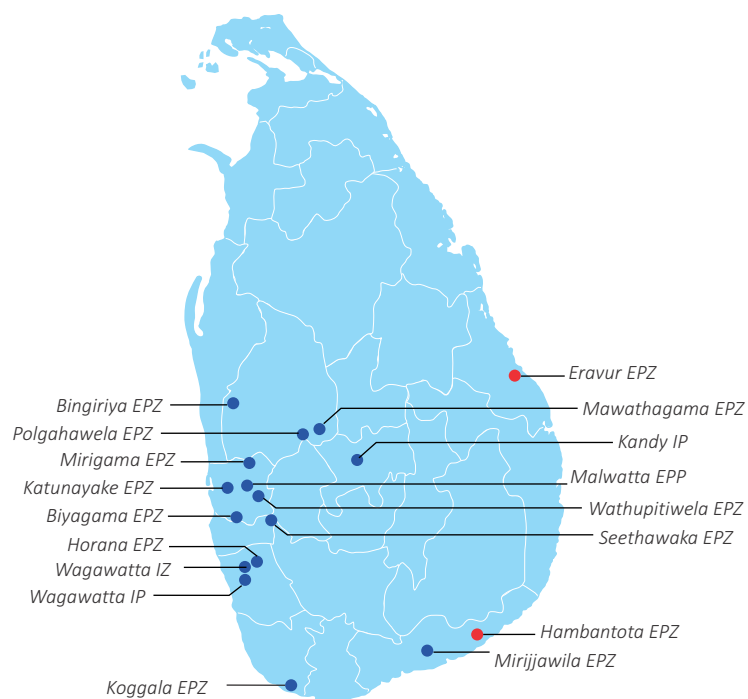 Eravur EPZ
Bingiriya EPZ
Mawathagama EPZ
Polgahawela EPZ
Kandy IP
Mirigama EPZ
Malwatta EPP
Katunayake EPZ
Wathupitiwela EPZ
Biyagama EPZ
Seethawaka EPZ
Horana EPZ
Wagawatta IZ
Wagawatta IP
Hambantota EPZ
Mirijjawila EPZ
Koggala EPZ